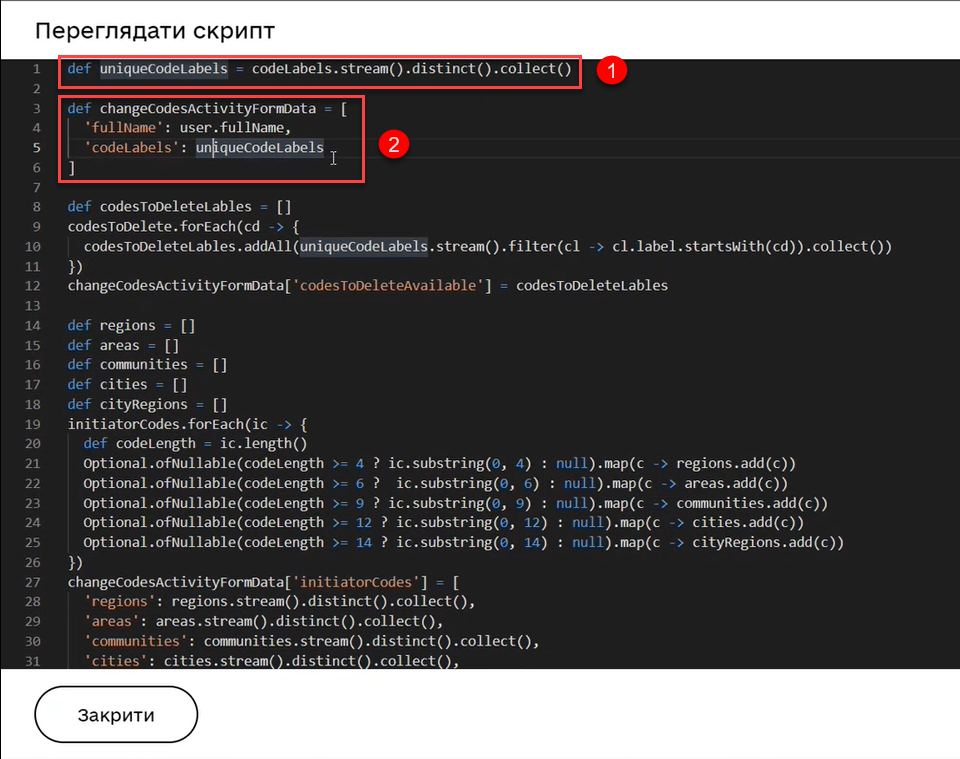 Переглядати скрипт
1 def uniqueCodeLabels = codeLabels.stream().distinct().collect()
1
2
3 def changeCodesActivityFormData = [
4 'fullName': user.fullName,
2
5 'codeLabels': uniqueCodeLabels
6 ]
7
8 def codesToDeleteLables = []
9 codesToDelete.forEach(cd -> {
10 codesToDeleteLables.addAll(uniqueCodeLabels.stream().filter(cl -> cl.label.startsWith(cd)).collect())
11 })
12 changeCodesActivityFormData['codesToDeleteAvailable'] = codesToDeleteLables
13
14 def regions = []
15 def areas = []
16 def communities = []
17 def cities = []
18 def cityRegions = []
19 initiatorCodes.forEach(ic -> {
20 def codeLength = ic.length()
21 Optional.ofNullable(codeLength >= 4 ? ic.substring(0, 4) : null).map(c -> regions.add(c))
22 Optional.ofNullable(codeLength >= 6 ?  ic.substring(0, 6) : null).map(c -> areas.add(c))
23 Optional.ofNullable(codeLength >= 9 ? ic.substring(0, 9) : null).map(c -> communities.add(c))
24 Optional.ofNullable(codeLength >= 12 ? ic.substring(0, 12) : null).map(c -> cities.add(c))
25 Optional.ofNullable(codeLength >= 14 ? ic.substring(0, 14) : null).map(c -> cityRegions.add(c))
26 })
27 changeCodesActivityFormData['initiatorCodes'] = [
28 'regions': regions.stream().distinct().collect(),
29 'areas': areas.stream().distinct().collect(),
30 'communities': communities.stream().distinct().collect(),
31 'cities': cities.stream().distinct().collect(),
Закрити